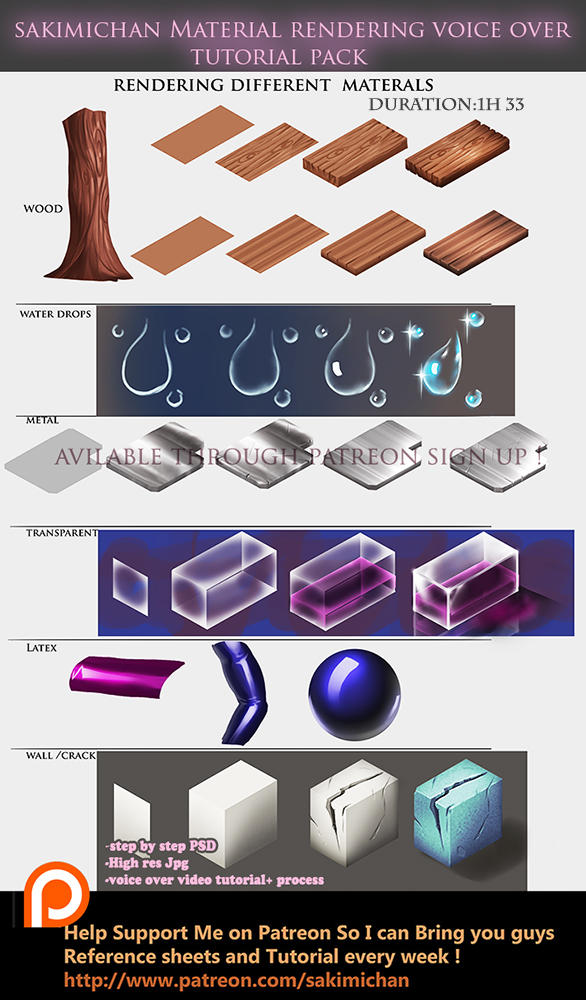 SAKIMICHAN MATERIAL RENDERING VOICE OVER
TUTORIAL PACK
RENDERING DIFFERENT MATERALS
DURATION:1H 33
WOOD
WATER DROPS
METAL
AVILABLE THROUGH PATREON SIGN UP !
TRANSPARENT
LATEX
WALL /CRACK
-step by step PSD
-High res Jpg
-voice over video tutorial+ process
Help Support Me on Patreon So I can Bring you guys
Reference sheets and Tutorial every week !
http://www.patreon.com/sakimichan